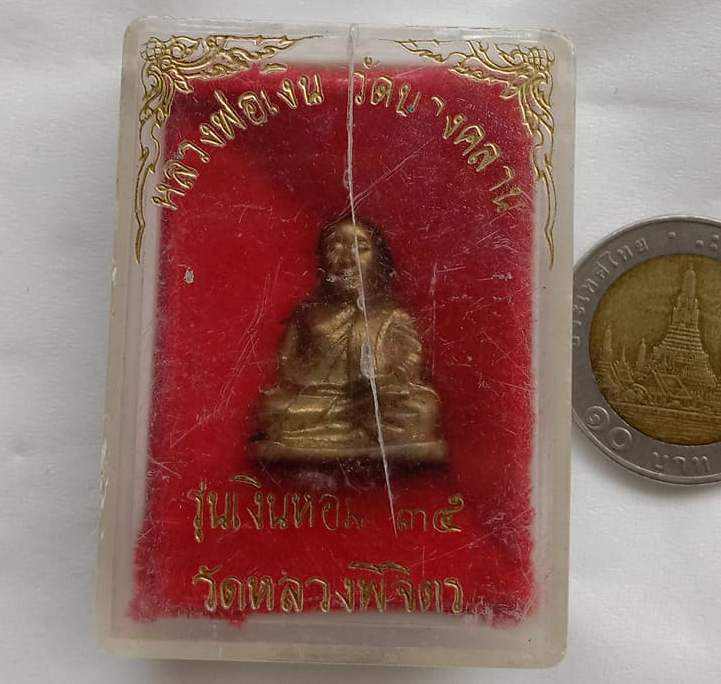 หลวงพ่อเงิน วัดบางคลาน
รุ่นเงินทอง ๓๕
วัดหลวงพิจิตร
ประเทศไทย
๑๐ บาท